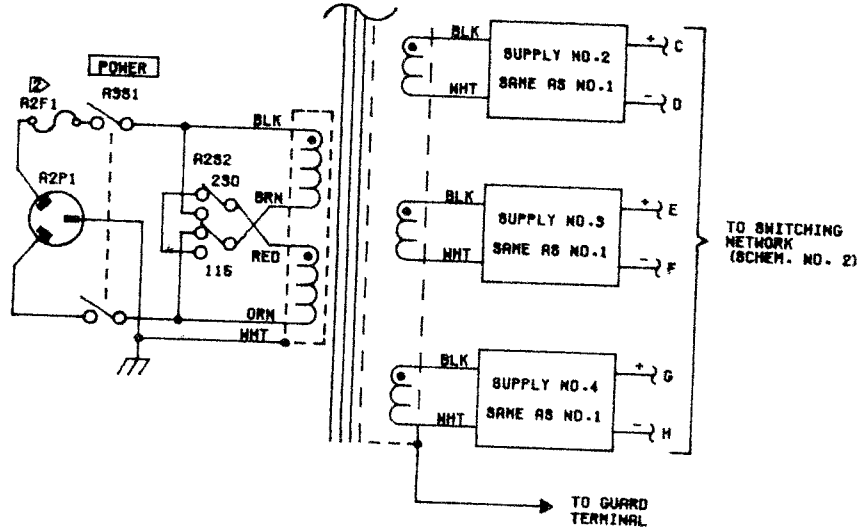 POWER
2
A2F1
A3S1
A2P1
BLK
A2S2
230
BRN
115
RED
ORN
WHT
BLK
WHT
SUPPLY NO.2
SAME AS NO.1
+
C
-
D
BLK
WHT
SUPPLY NO.3
SAME AS NO.1
+
E
-
F
TO SWITCHING
NETWORK
(SCHEM. NO. 2)
BLK
WHT
SUPPLY NO.4
SAME AS NO.1
+
G
-
H
TO GUARD
TERMINAL